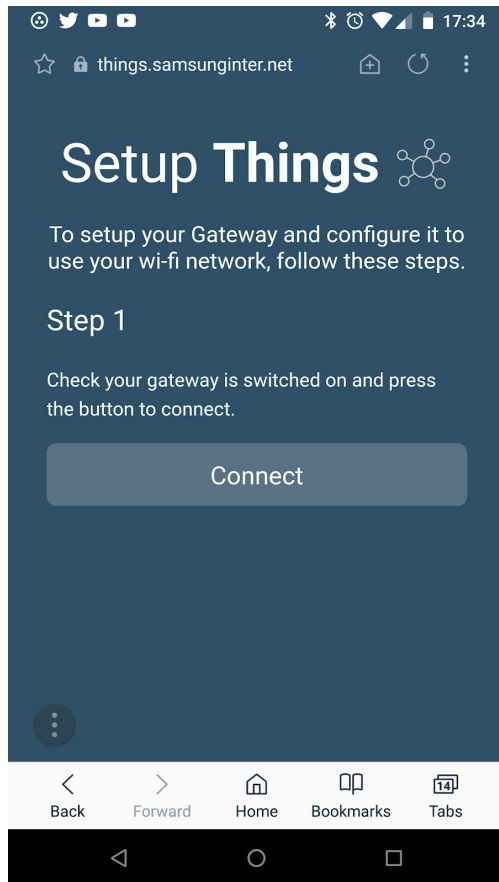 17:34
things.samsunginter.net
Setup Things
To setup your Gateway and configure it to
use your wi-fi network, follow these steps.
Step 1
Check your gateway is switched on and press
the button to connect.
Connect
14
Back Forward Home Bookmarks Tabs